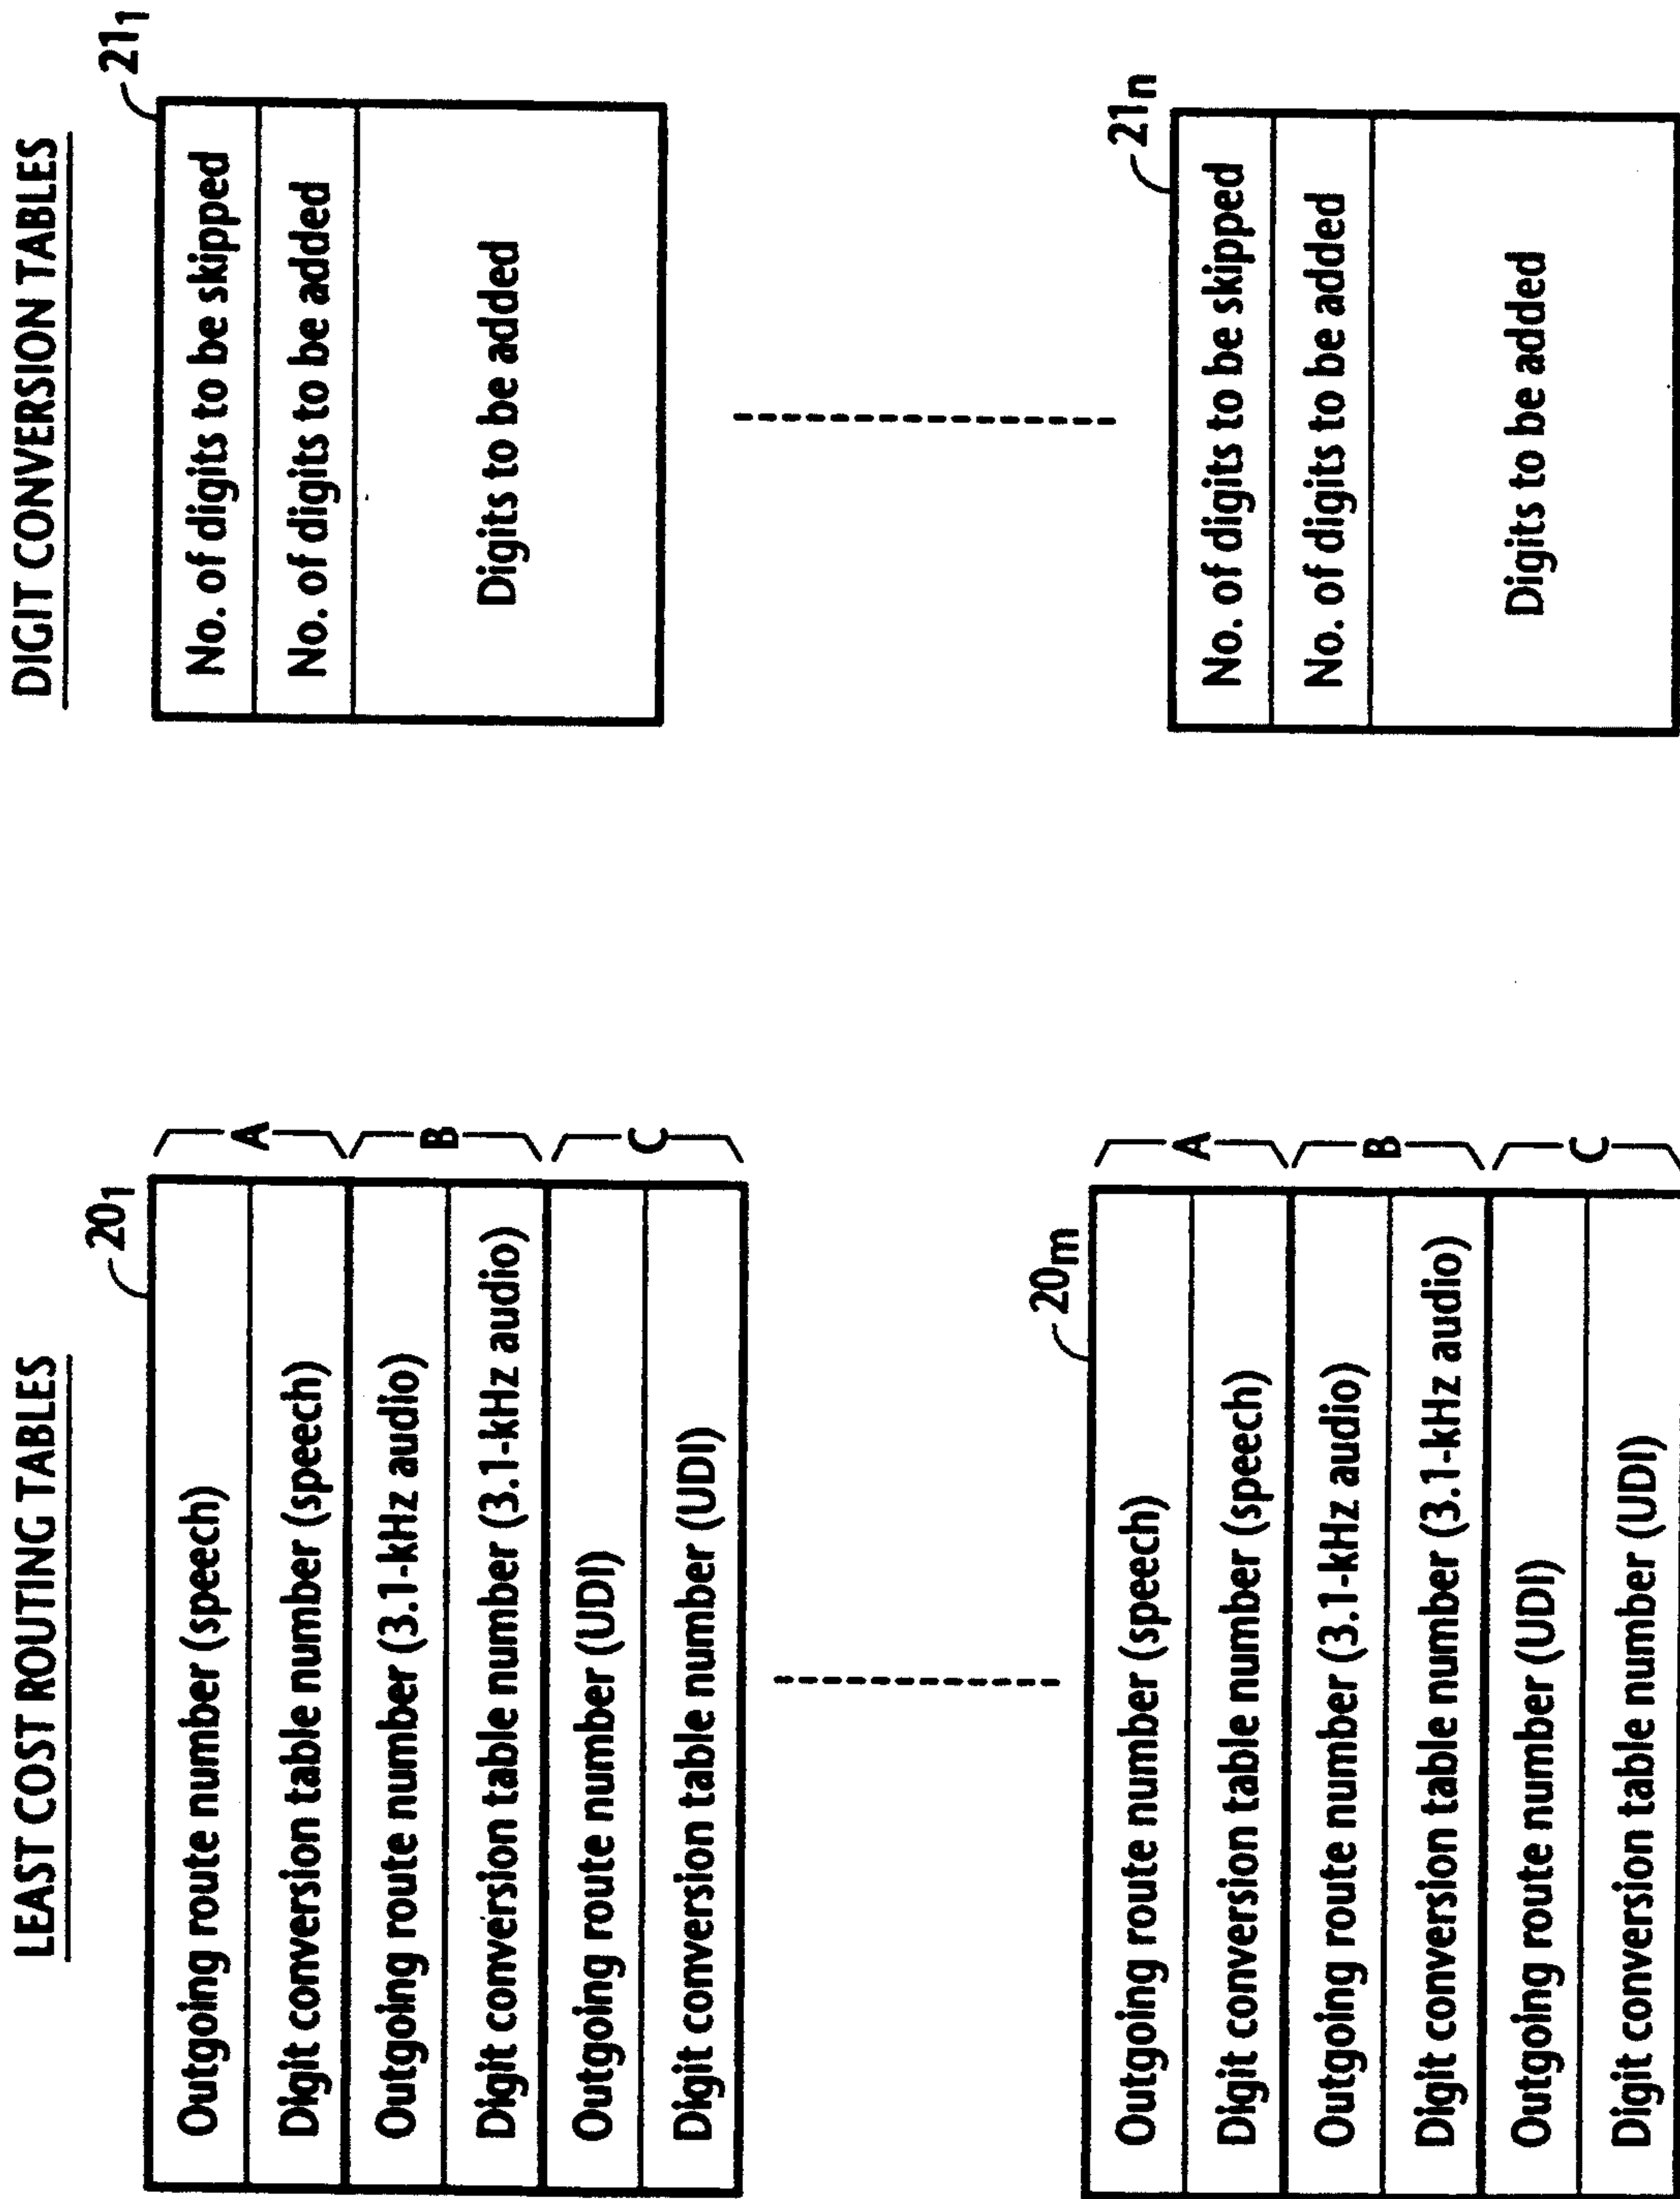 LEAST COST ROUTING TABLES
20₁
Outgoing route number (speech)
Digit conversion table number (speech)
A
Outgoing route number (3.1-kHz audio)
Digit conversion table number (3.1-kHz audio)
B
Outgoing route number (UDI)
Digit conversion table number (UDI)
C
20m
Outgoing route number (speech)
Digit conversion table number (speech)
A
Outgoing route number (3.1-kHz audio)
Digit conversion table number (3.1-kHz audio)
B
Outgoing route number (UDI)
Digit conversion table number (UDI)
C
DIGIT CONVERSION TABLES
21₁
No. of digits to be skipped
No. of digits to be added
Digits to be added
21n
No. of digits to be skipped
No. of digits to be added
Digits to be added